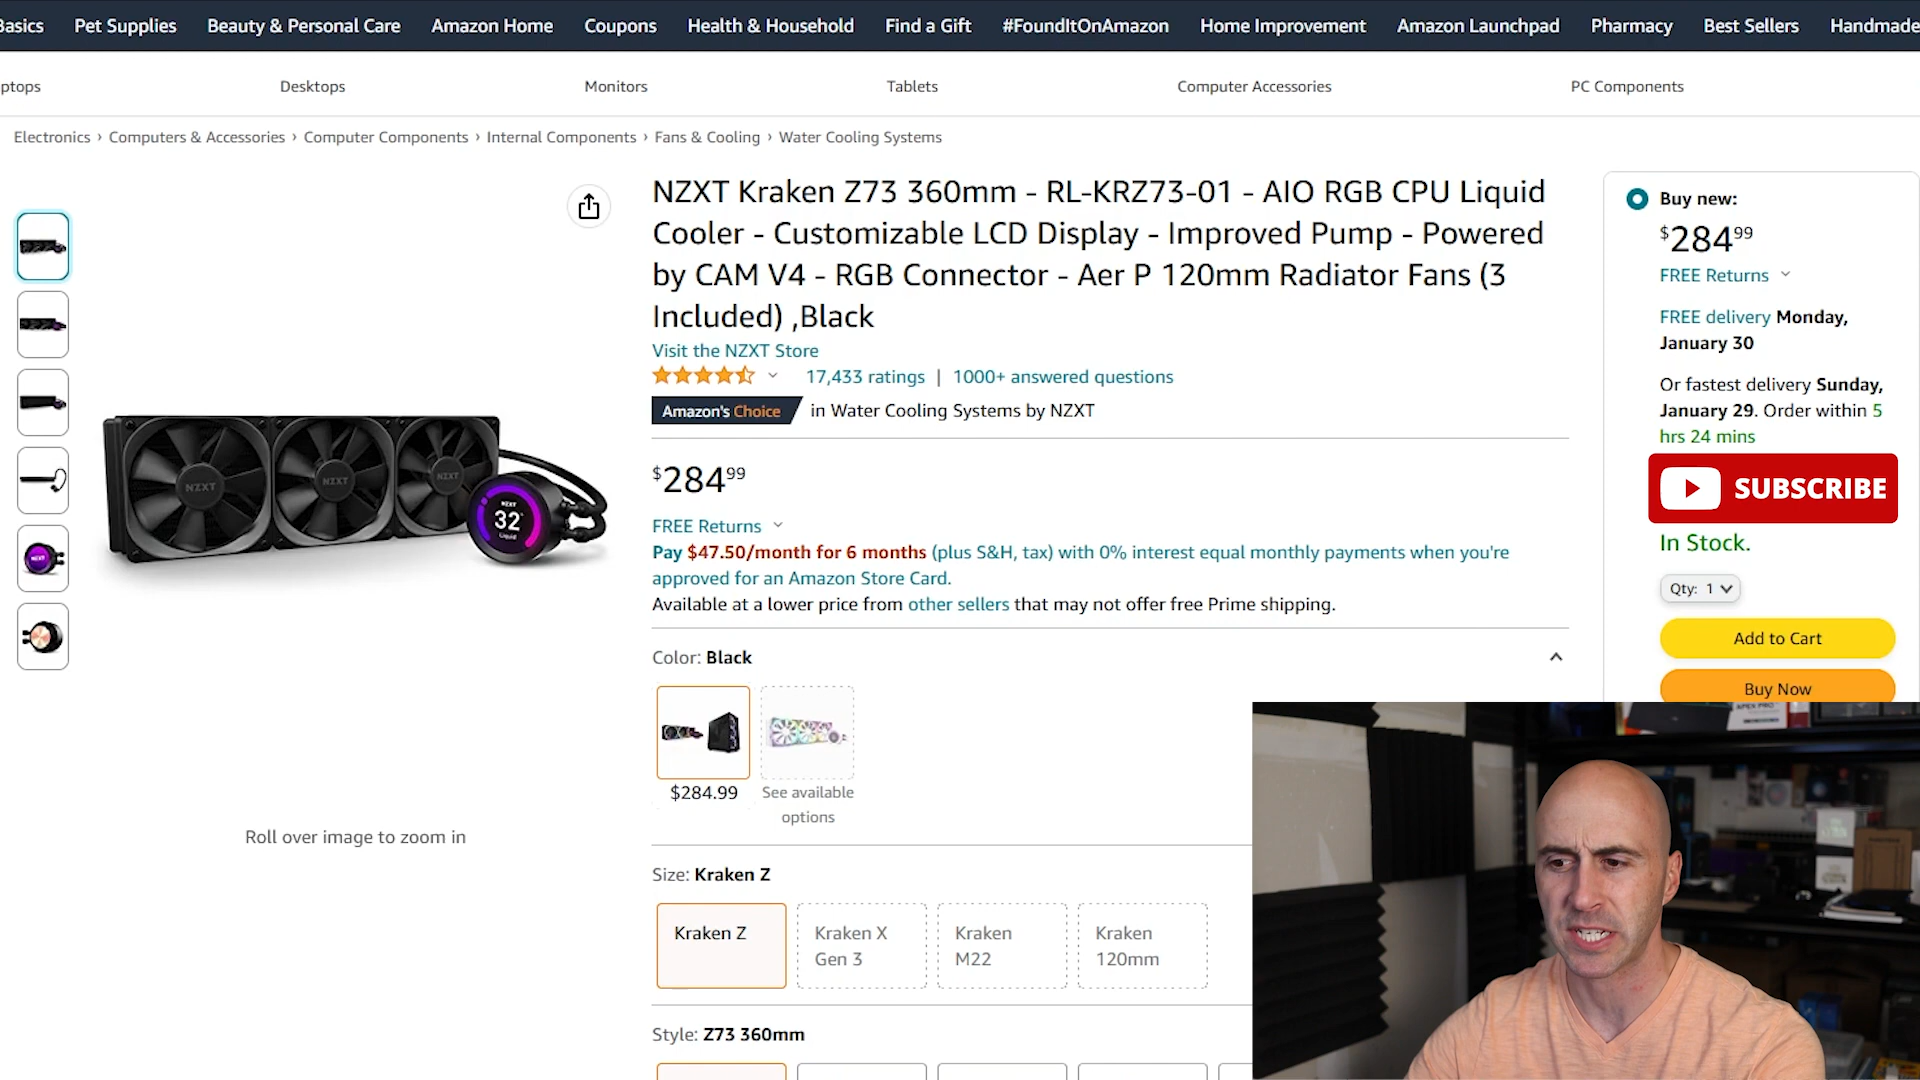 Basics Pet Supplies Beauty & Personal Care Amazon Home Coupons Health & Household Find a Gift #FoundItOnAmazon Home Improvement Amazon Launchpad Pharmacy Best Sellers Handmade
ptops Desktops Monitors Tablets Computer Accessories PC Components
Electronics › Computers & Accessories › Computer Components › Internal Components › Fans & Cooling › Water Cooling Systems
NZXT Kraken Z73 360mm - RL-KRZ73-01 - AIO RGB CPU Liquid
Cooler - Customizable LCD Display - Improved Pump - Powered
by CAM V4 - RGB Connector - Aer P 120mm Radiator Fans (3
Included) ,Black
Visit the NZXT Store
17,433 ratings | 1000+ answered questions
Amazon's Choice in Water Cooling Systems by NZXT
$284 99
FREE Returns
Pay $47.50/month for 6 months (plus S&H, tax) with 0% interest equal monthly payments when you're
approved for an Amazon Store Card.
Available at a lower price from other sellers that may not offer free Prime shipping.
Color: Black
$284.99
See available
options
Size: Kraken Z
Kraken Z
Kraken X
Gen 3
Kraken
M22
Kraken
120mm
Style: Z73 360mm
NZXT
NZXT
NZXT
NZXT
32°
Liquid
NZXT
Roll over image to zoom in
Buy new:
$284 99
FREE Returns
FREE delivery Monday,
January 30
Or fastest delivery Sunday,
January 29. Order within 5
hrs 24 mins
SUBSCRIBE
In Stock.
Qty: 1
Add to Cart
Buy Now
APEX PRO